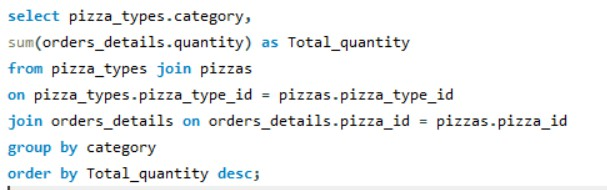 select pizza_types.category,
sum(orders_details.quantity) as Total_quantity
from pizza_types join pizzas
on pizza_types.pizza_type_id = pizzas.pizza_type_id
join orders_details on orders_details.pizza_id = pizzas.pizza_id
group by category
order by Total_quantity desc;